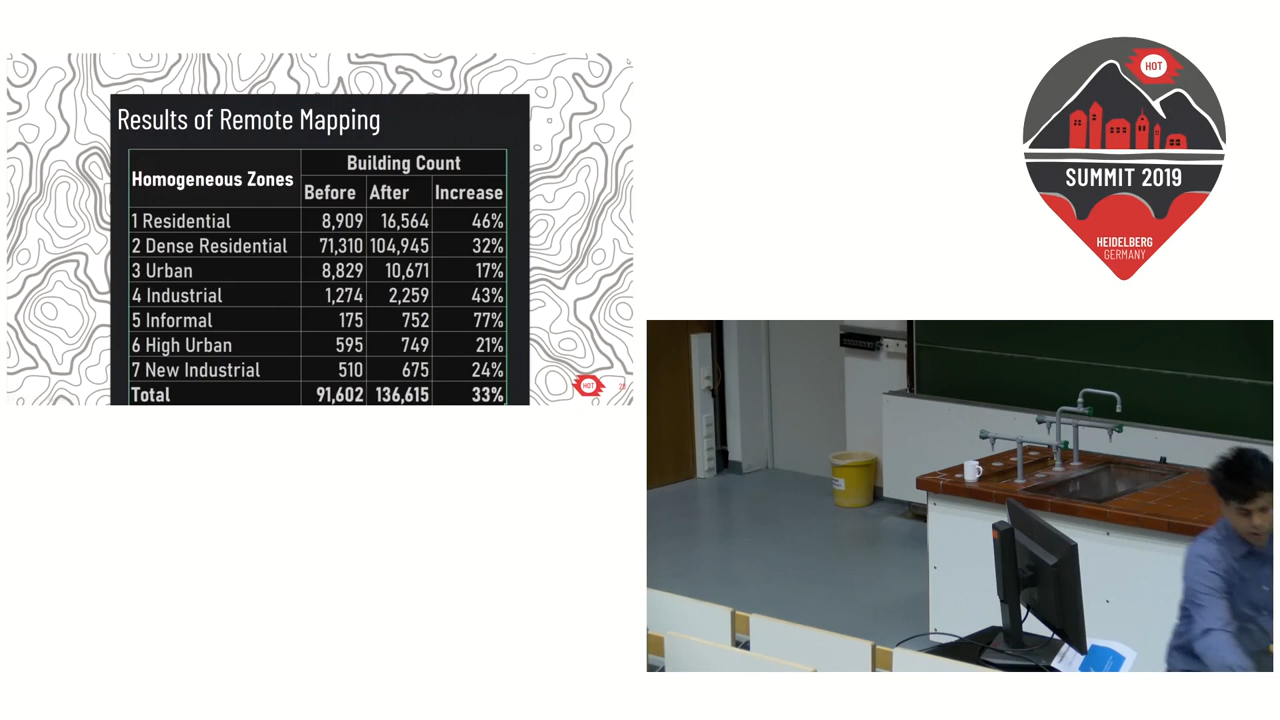 Results of Remote Mapping
Homogeneous Zones Building Count
Before After Increase
1 Residential 8,909 16,564 46%
2 Dense Residential 71,310 104,945 32%
3 Urban 8,829 10,671 17%
4 Industrial 1,274 2,259 43%
5 Informal 175 752 77%
6 High Urban 595 749 21%
7 New Industrial 510 675 24%
Total 91,602 136,615 33%
HOT
HOT
SUMMIT 2019
HEIDELBERG
GERMANY